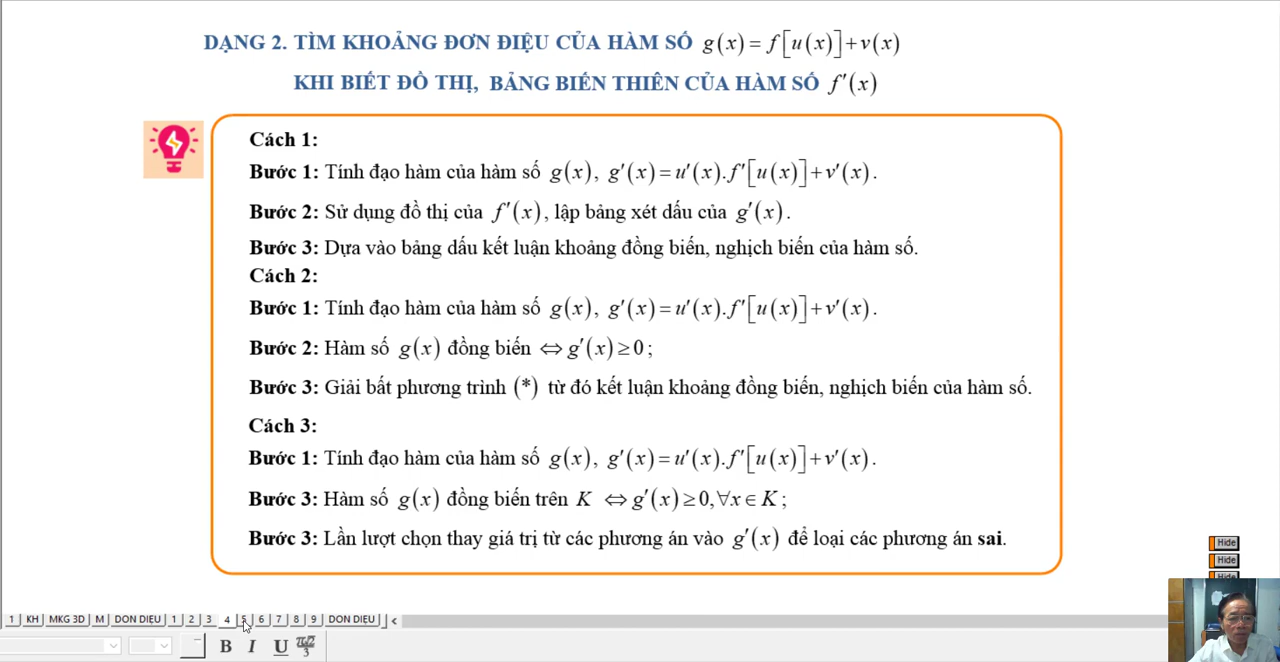 DẠNG 2. TÌM KHOẢNG ĐƠN ĐIỆU CỦA HÀM SỐ g(x) = f[u(x)] + v(x)
KHI BIẾT ĐỒ THỊ, BẢNG BIẾN THIÊN CỦA HÀM SỐ f'(x)
Cách 1:
Bước 1: Tính đạo hàm của hàm số g(x), g'(x) = u'(x).f'[u(x)] + v'(x).
Bước 2: Sử dụng đồ thị của f'(x), lập bảng xét dấu của g'(x).
Bước 3: Dựa vào bảng dấu kết luận khoảng đồng biến, nghịch biến của hàm số.
Cách 2:
Bước 1: Tính đạo hàm của hàm số g(x), g'(x) = u'(x).f'[u(x)] + v'(x).
Bước 2: Hàm số g(x) đồng biến ⇔ g'(x) ≥ 0;
Bước 3: Giải bất phương trình (*) từ đó kết luận khoảng đồng biến, nghịch biến của hàm số.
Cách 3:
Bước 1: Tính đạo hàm của hàm số g(x), g'(x) = u'(x).f'[u(x)] + v'(x).
Bước 3: Hàm số g(x) đồng biến trên K ⇔ g'(x) ≥ 0, ∀x ∈ K;
Bước 3: Lần lượt chọn thay giá trị từ các phương án vào g'(x) để loại các phương án sai.
Hide
Hide
Hide
1 KH MKG 3D M DON DIEU 1 2 3 4 5 6 7 8 9 DON DIEU
B I U